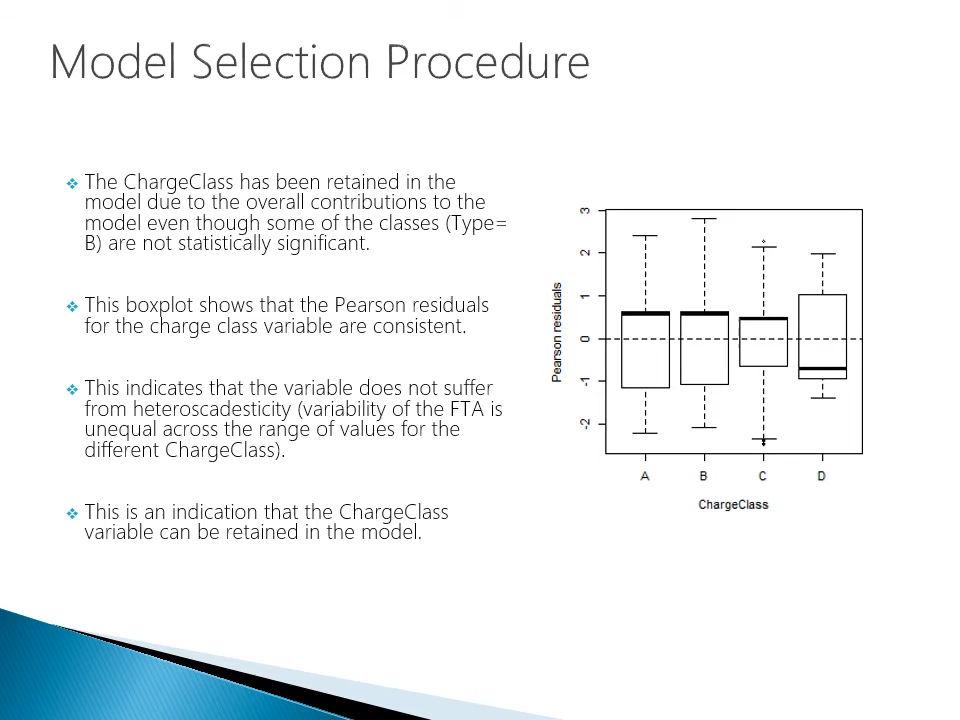 Model Selection Procedure
The ChargeClass has been retained in the
model due to the overall contributions to the
model even though some of the classes (Type=
B) are not statistically significant.
This boxplot shows that the Pearson residuals
for the charge class variable are consistent.
This indicates that the variable does not suffer
from heteroscadesticity (variability of the FTA is
unequal across the range of values for the
different ChargeClass).
This is an indication that the ChargeClass
variable can be retained in the model.
Pearson residuals
3
2
1
0
-1
-2
A B C D
ChargeClass